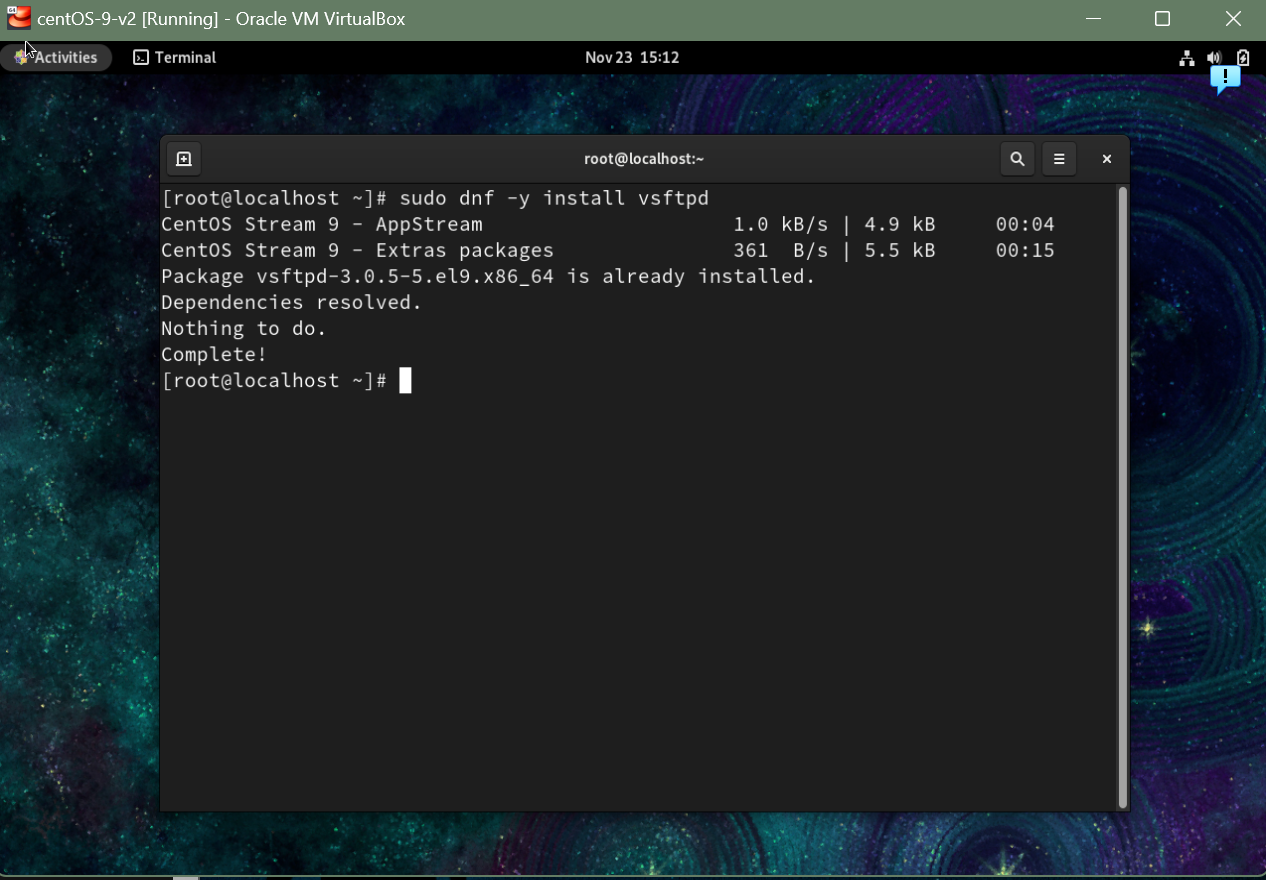 centOS-9-v2 [Running] - Oracle VM VirtualBox
Activities Terminal Nov 23 15:12
root@localhost:~
[root@localhost ~]# sudo dnf -y install vsftpd
CentOS Stream 9 - AppStream 1.0 kB/s | 4.9 kB 00:04
CentOS Stream 9 - Extras packages 361 B/s | 5.5 kB 00:15
Package vsftpd-3.0.5-5.el9.x86_64 is already installed.
Dependencies resolved.
Nothing to do.
Complete!
[root@localhost ~]#